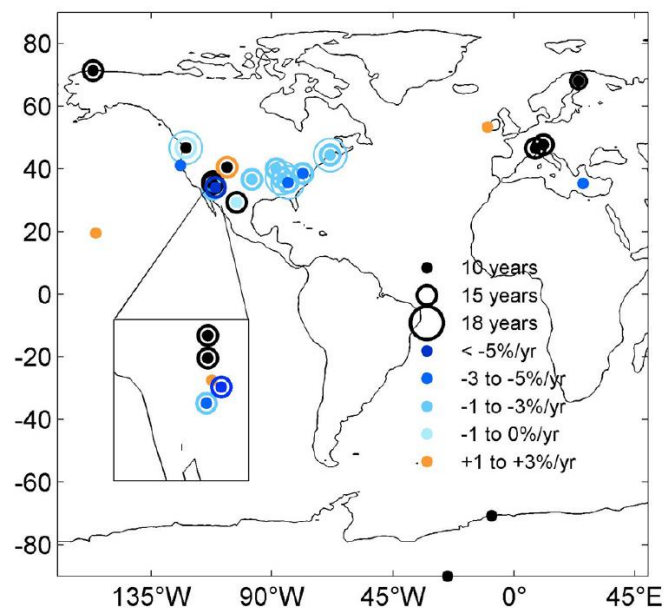 80
60
40
20
0
-20
-40
-60
-80
10 years
15 years
18 years
< -5%/yr
-3 to -5%/yr
-1 to -3%/yr
-1 to 0%/yr
+1 to +3%/yr
135°W 90°W 45°W 0° 45°E